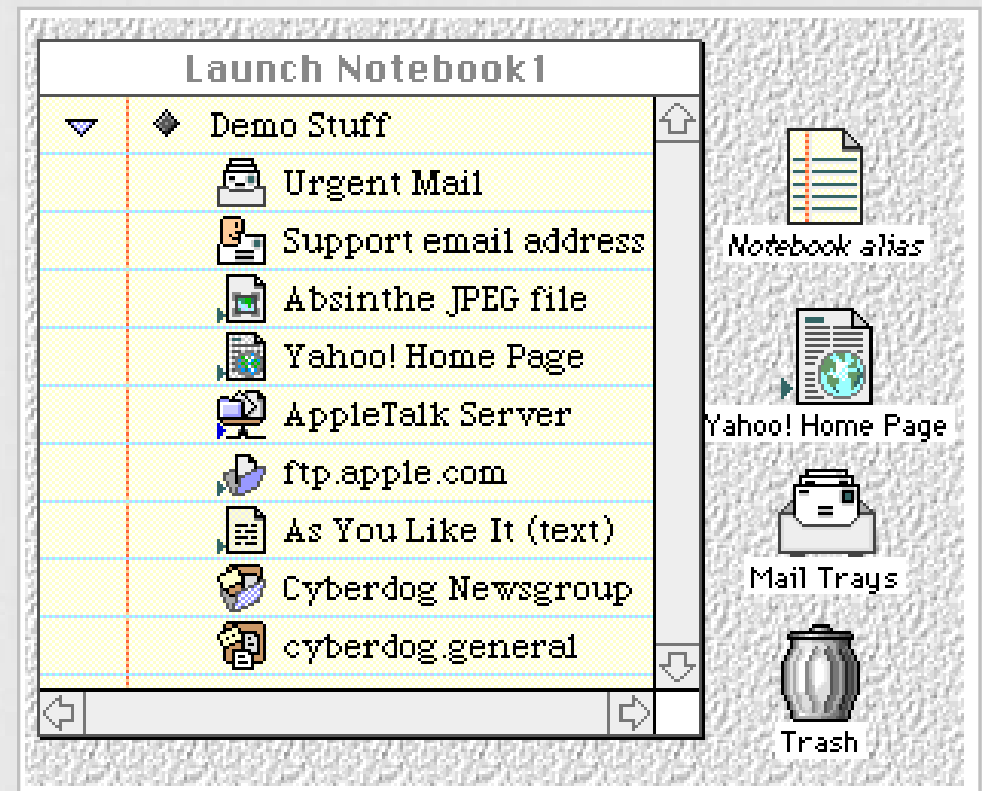 Launch Notebook1
Demo Stuff
Urgent Mail
Support email address
Absinthe JPEG file
Yahoo! Home Page
AppleTalk Server
ftp.apple.com
As You Like It (text)
Cyberdog Newsgroup
cyberdog.general
Notebook alias
Yahoo! Home Page
Mail Trays
Trash